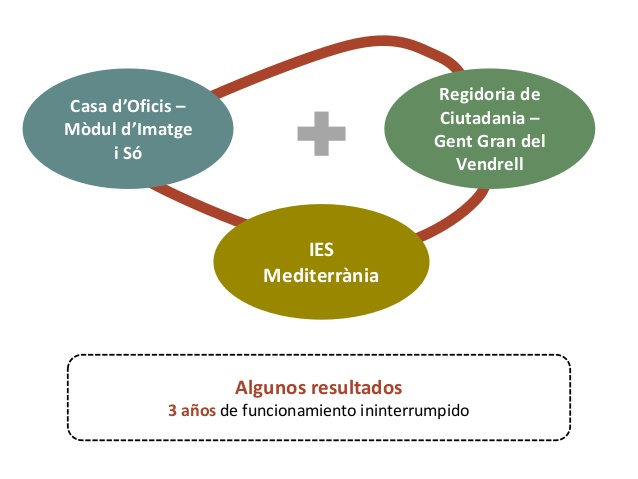 Casa d’Oficis –
Mòdul d’Imatge
i Só
Regidoria de
Ciutadania –
Gent Gran del
Vendrell
IES
Mediterrània
Algunos resultados
3 años de funcionamiento ininterrumpido